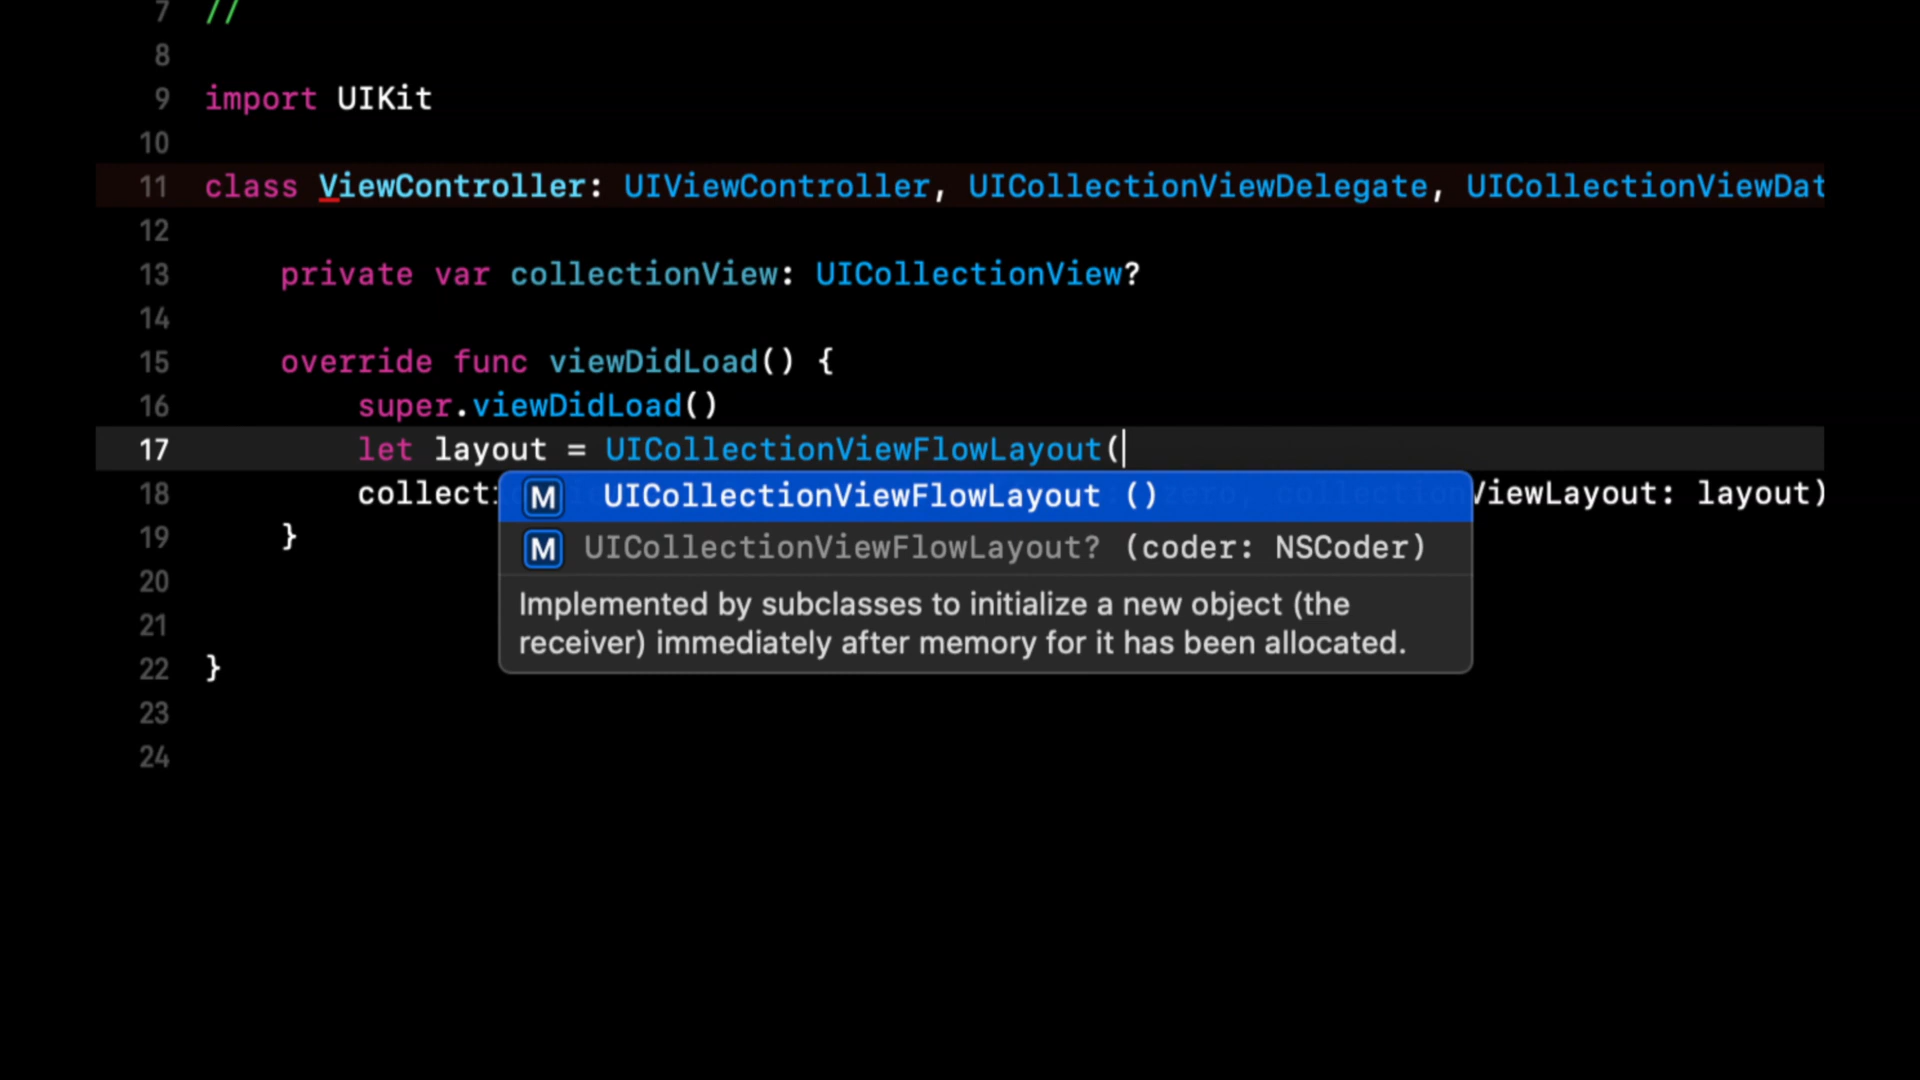 7 //
8
9 import UIKit
10
11 class ViewController: UIViewController, UICollectionViewDelegate, UICollectionViewDat
12
13 private var collectionView: UICollectionView?
14
15 override func viewDidLoad() {
16 super.viewDidLoad()
17 let layout = UICollectionViewFlowLayout(
18 collecti zero, collectionViewLayout: layout)
M UICollectionViewFlowLayout ()
19 }
M UICollectionViewFlowLayout? (coder: NSCoder)
20
Implemented by subclasses to initialize a new object (the
21
receiver) immediately after memory for it has been allocated.
22 }
23
24